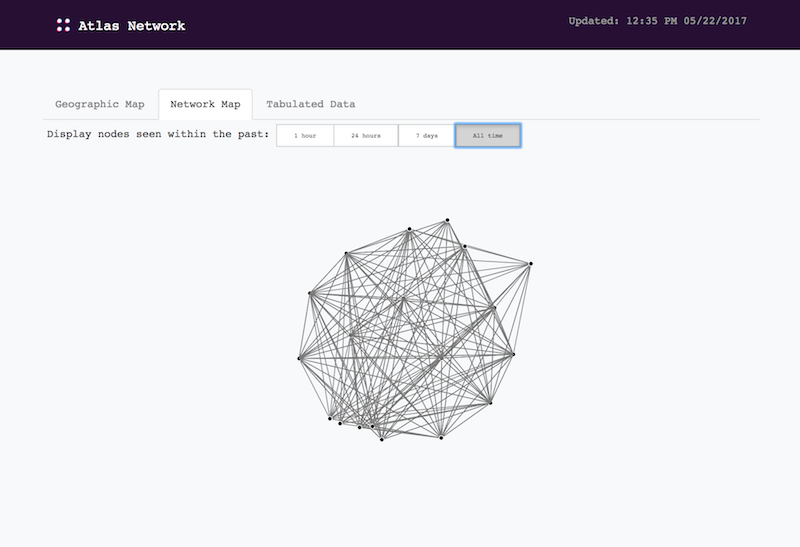 Atlas Network
Updated: 12:35 PM 05/22/2017
Geographic Map
Network Map
Tabulated Data
Display nodes seen within the past:
1 hour
24 hours
7 days
All time